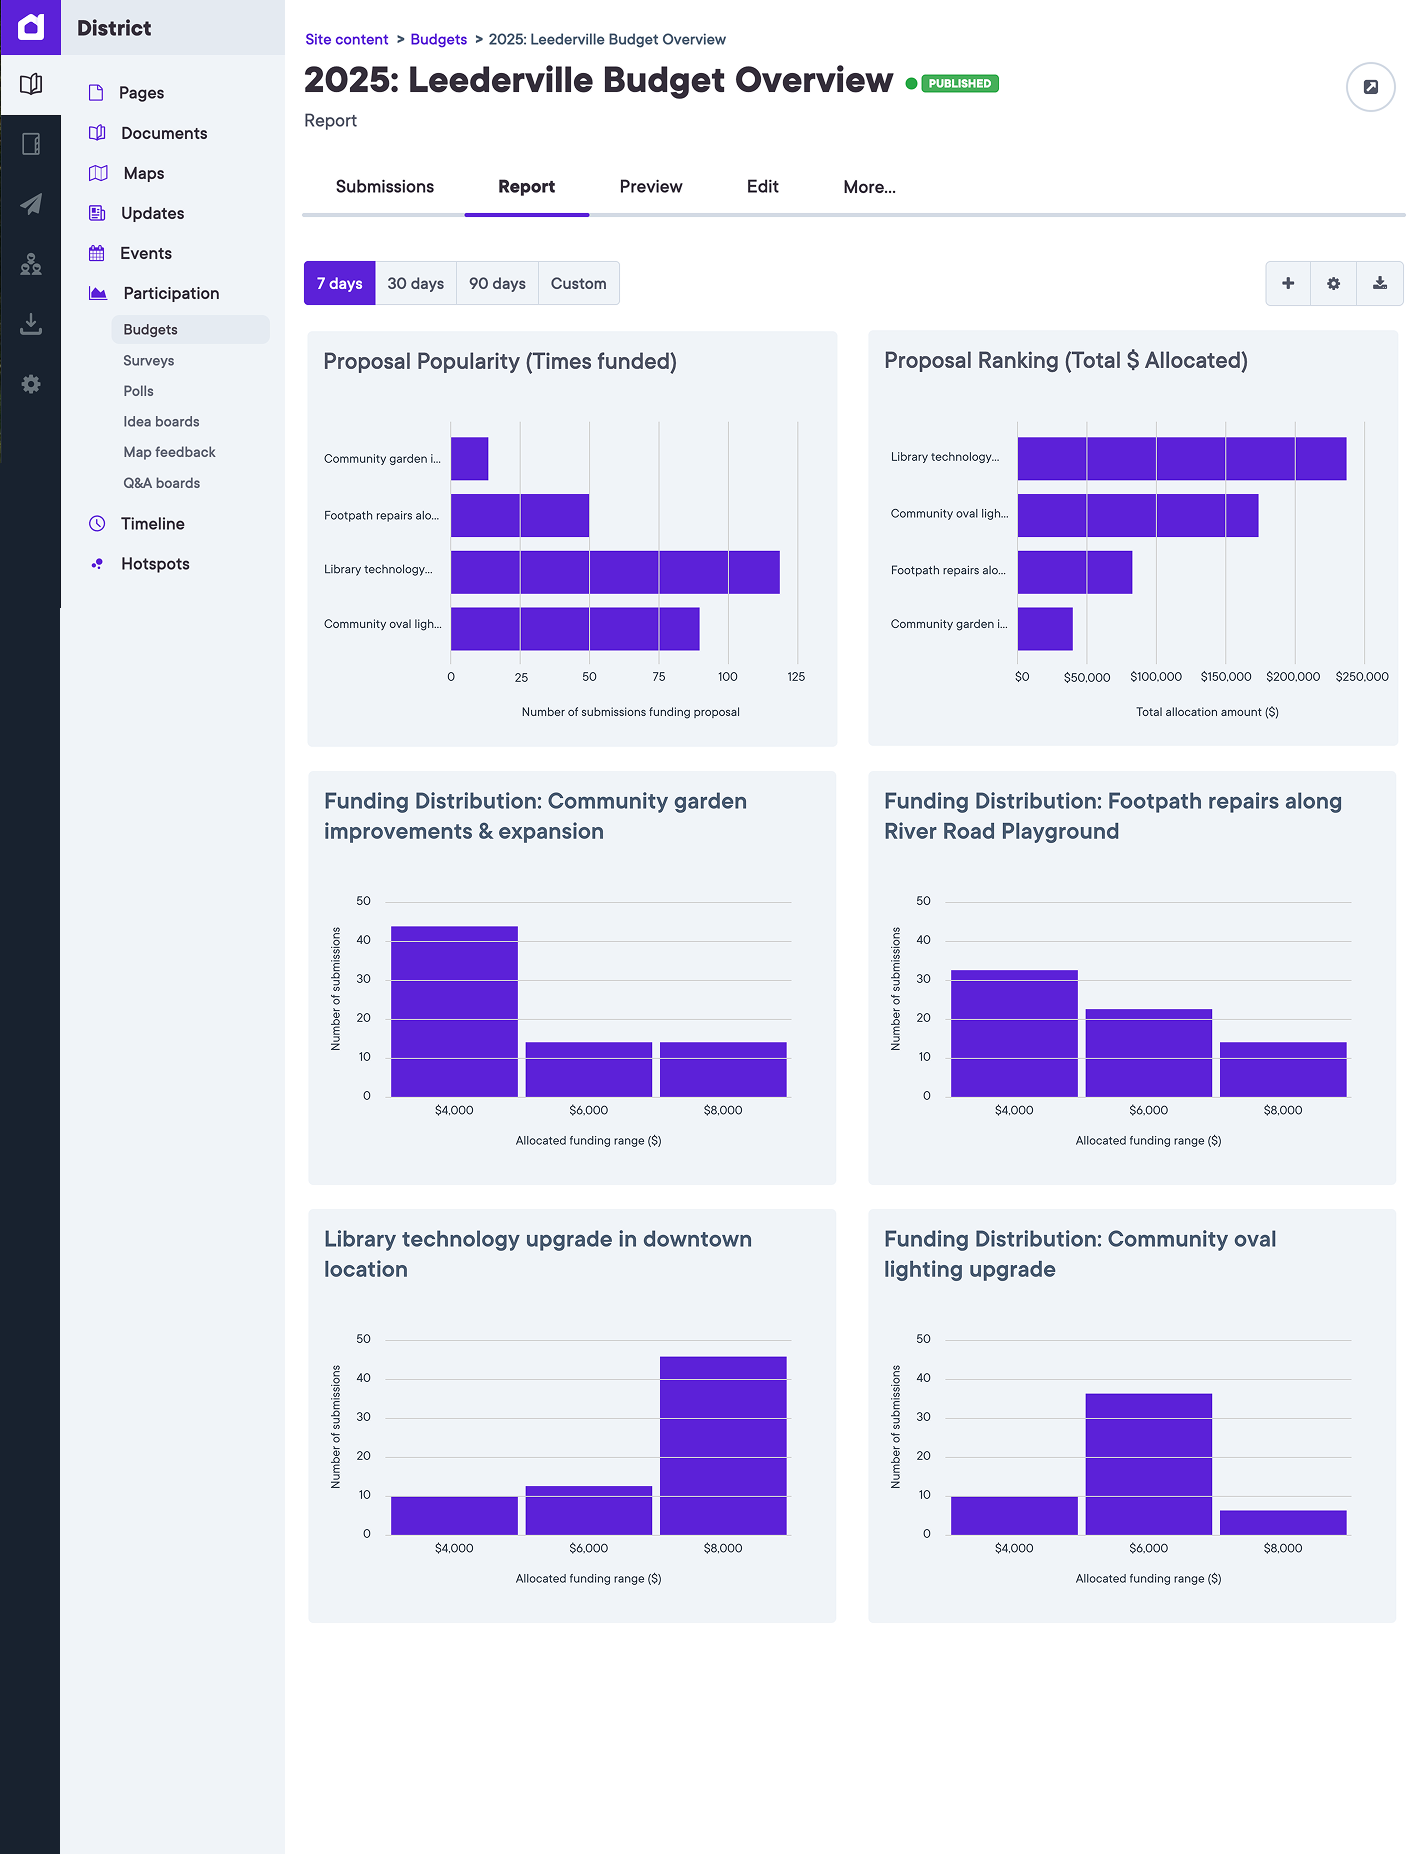 District
Pages
Documents
Maps
Updates
Events
Participation
Budgets
Surveys
Polls
Idea boards
Map feedback
Q&A boards
Timeline
Hotspots
Site content > Budgets > 2025: Leederville Budget Overview
2025: Leederville Budget Overview PUBLISHED
Report
Submissions Report Preview Edit More...
7 days 30 days 90 days Custom
Proposal Popularity (Times funded)
Community garden i...
Footpath repairs alo...
Library technology...
Community oval ligh...
0 25 50 75 100 125
Number of submissions funding proposal
Proposal Ranking (Total $ Allocated)
Library technology...
Community oval ligh...
Footpath repairs alo...
Community garden i...
$0 $50,000 $100,000 $150,000 $200,000 $250,000
Total allocation amount ($)
Funding Distribution: Community garden
improvements & expansion
Number of submissions
50
40
30
20
10
0
$4,000 $6,000 $8,000
Allocated funding range ($)
Funding Distribution: Footpath repairs along
River Road Playground
Number of submissions
50
40
30
20
10
0
$4,000 $6,000 $8,000
Allocated funding range ($)
Library technology upgrade in downtown
location
Number of submissions
50
40
30
20
10
0
$4,000 $6,000 $8,000
Allocated funding range ($)
Funding Distribution: Community oval
lighting upgrade
Number of submissions
50
40
30
20
10
0
$4,000 $6,000 $8,000
Allocated funding range ($)